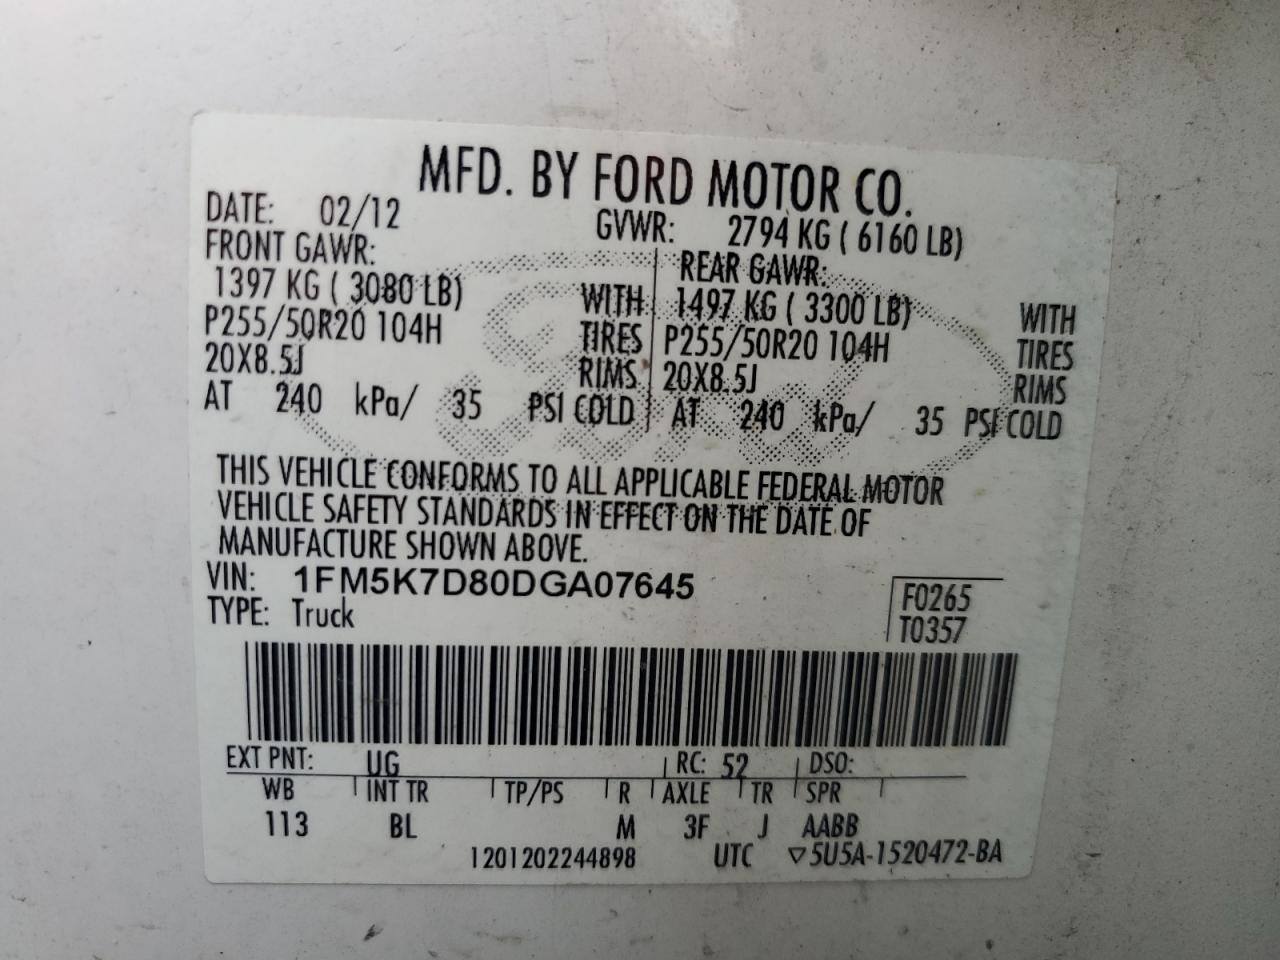 MFD. BY FORD MOTOR CO.
DATE: 02/12 GVWR: 2794 KG ( 6160 LB)
FRONT GAWR: REAR GAWR:
1397 KG ( 3080 LB) WITH 1497 KG ( 3300 LB) WITH
P255/50R20 104H TIRES P255/50R20 104H TIRES
20X8.5J RIMS 20X8.5J RIMS
AT 240 kPa/ 35 PSI COLD AT 240 kPa/ 35 PSI COLD
THIS VEHICLE CONFORMS TO ALL APPLICABLE FEDERAL MOTOR
VEHICLE SAFETY STANDARDS IN EFFECT ON THE DATE OF
MANUFACTURE SHOWN ABOVE.
VIN: 1FM5K7D80DGA07645 F0265
TYPE: Truck T0357
EXT PNT: UG RC: 52 DSO:
WB INT TR TP/PS R AXLE TR SPR
113 BL M 3F J AABB
1201202244898 UTC ▽5U5A-1520472-BA
Ford